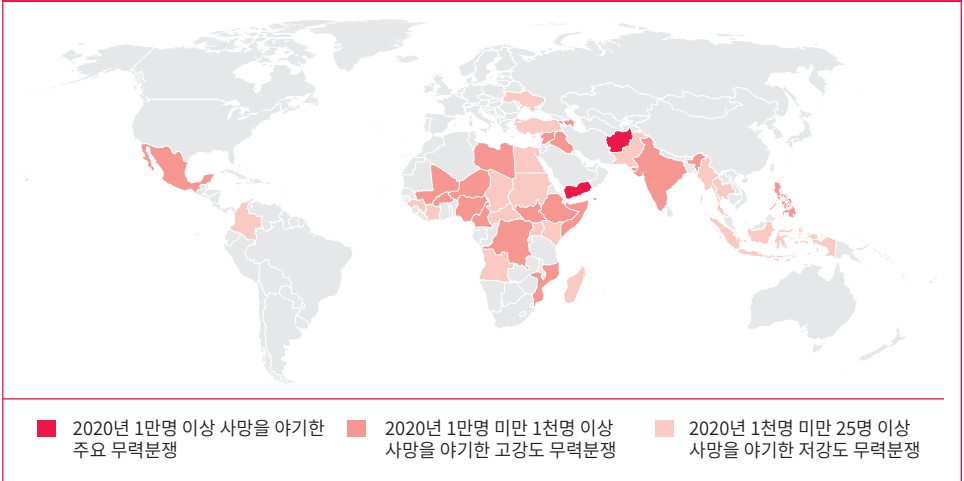 2020년 1만명 이상 사망을 야기한
주요 무력분쟁
2020년 1만명 미만 1천명 이상
사망을 야기한 고강도 무력분쟁
2020년 1천명 미만 25명 이상
사망을 야기한 저강도 무력분쟁